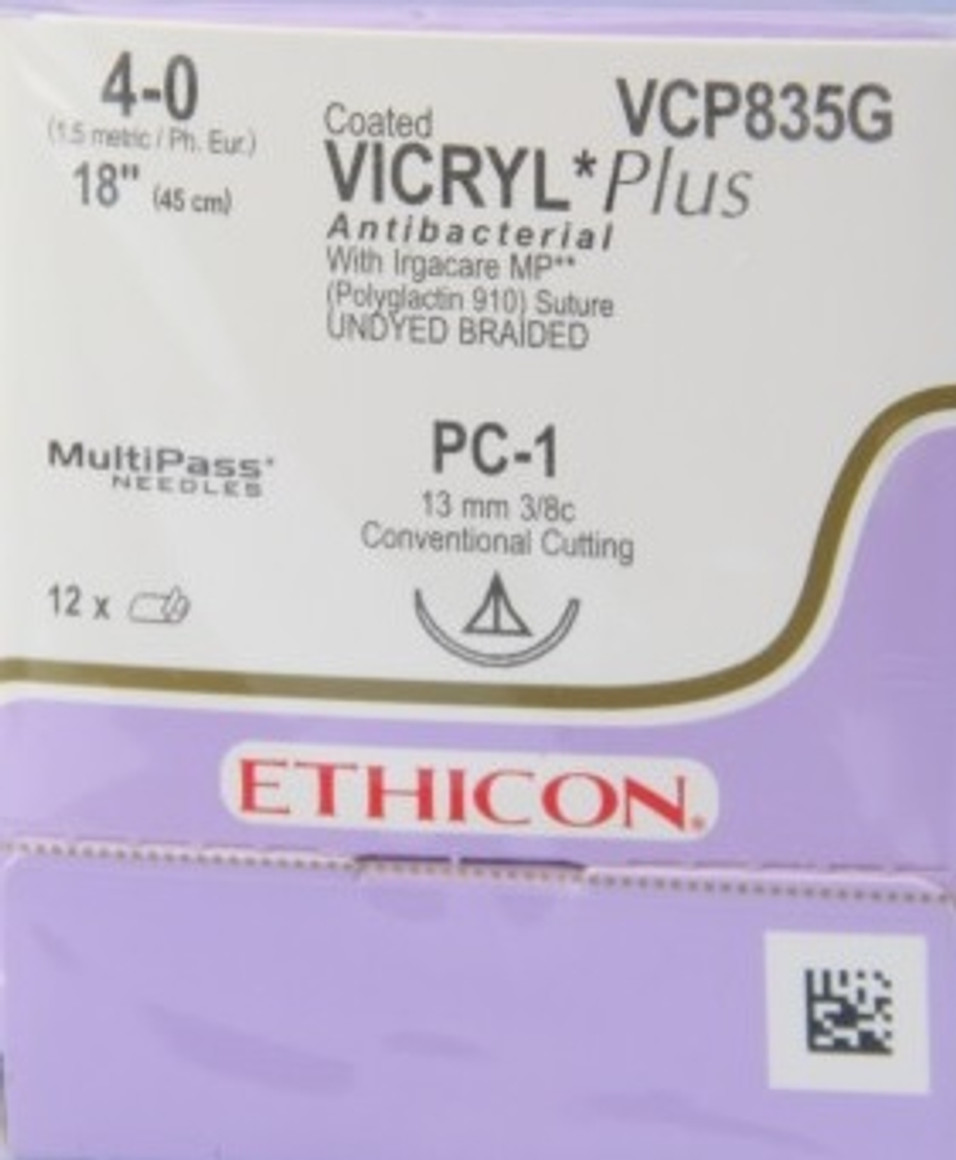 4-0
(1.5 metric / Ph. Eur.)
18" (45 cm)
VCP835G
Coated
VICRYL* Plus
Antibacterial
With Irgacare MP**
(Polyglactin 910) Suture
UNDYED BRAIDED
MultiPass*
NEEDLES
PC-1
13 mm 3/8c
Conventional Cutting
12 x
ETHICON.